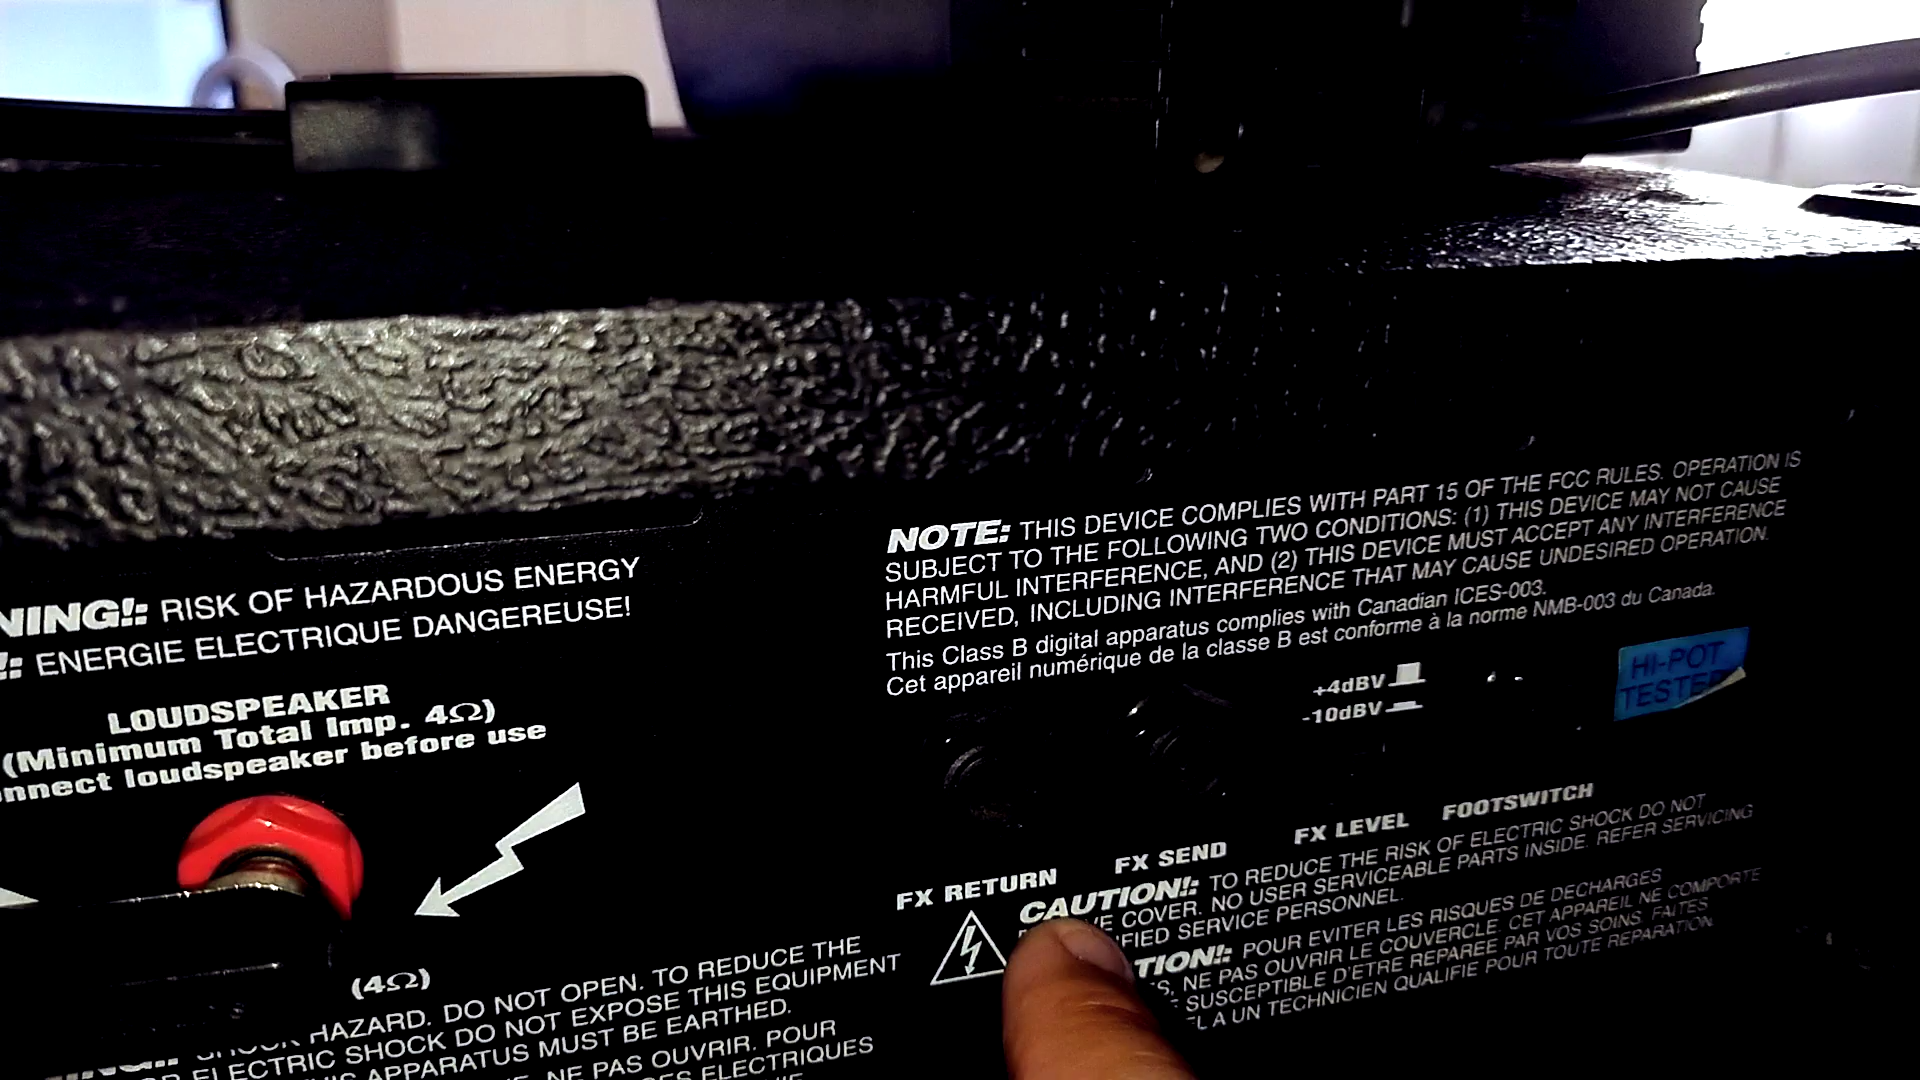 NOTE: THIS DEVICE COMPLIES WITH PART 15 OF THE FCC RULES. OPERATION IS
SUBJECT TO THE FOLLOWING TWO CONDITIONS: (1) THIS DEVICE MAY NOT CAUSE
HARMFUL INTERFERENCE, AND (2) THIS DEVICE MUST ACCEPT ANY INTERFERENCE
RECEIVED, INCLUDING INTERFERENCE THAT MAY CAUSE UNDESIRED OPERATION.
This Class B digital apparatus complies with Canadian ICES-003.
Cet appareil numérique de la classe B est conforme à la norme NMB-003 du Canada.
NING!: RISK OF HAZARDOUS ENERGY
!: ENERGIE ELECTRIQUE DANGEREUSE!
LOUDSPEAKER
(Minimum Total Imp. 4Ω)
nnect loudspeaker before use
(4Ω)
+4dBV
-10dBV
HI-POT
TESTED
FX RETURN
FX SEND
FX LEVEL
FOOTSWITCH
CAUTION!: TO REDUCE THE RISK OF ELECTRIC SHOCK DO NOT
VE COVER. NO USER SERVICEABLE PARTS INSIDE. REFER SERVICING
IFIED SERVICE PERSONNEL.
TION!: POUR EVITER LES RISQUES DE DECHARGES
S, NE PAS OUVRIR LE COUVERCLE. CET APPAREIL NE COMPORTE
SUSCEPTIBLE D'ETRE REPAREE PAR VOS SOINS. FAITES
L A UN TECHNICIEN QUALIFIE POUR TOUTE REPARATION.
HAZARD. DO NOT OPEN. TO REDUCE THE
OR ELECTRIC SHOCK DO NOT EXPOSE THIS EQUIPMENT
APPARATUS MUST BE EARTHED.
NE PAS OUVRIR. POUR
ELECTRIQUES